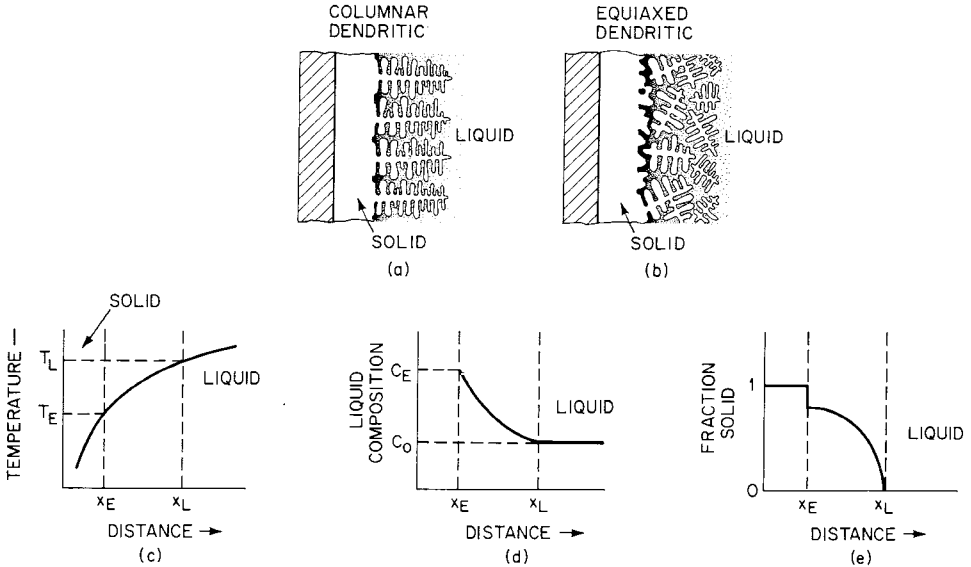 COLUMNAR
DENDRITIC
LIQUID
SOLID
(a)
EQUIAXED
DENDRITIC
LIQUID
SOLID
(b)
SOLID
TEMPERATURE
T_L
T_E
LIQUID
x_E
x_L
DISTANCE →
(c)
LIQUID
COMPOSITION
C_E
C_O
LIQUID
x_E
x_L
DISTANCE →
(d)
FRACTION
SOLID
1
0
LIQUID
x_E
x_L
DISTANCE →
(e)